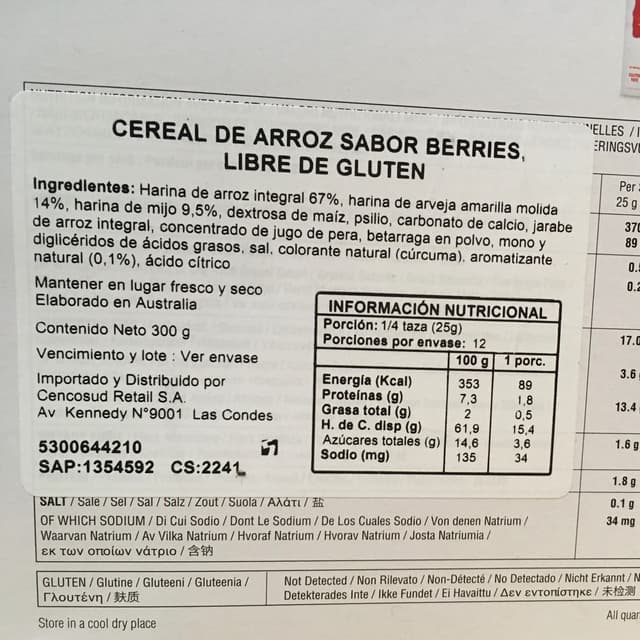 CEREAL DE ARROZ SABOR BERRIES,
LIBRE DE GLUTEN
Ingredientes: Harina de arroz integral 67%, harina de arveja amarilla molida
14%, harina de mijo 9,5%, dextrosa de maíz, psilio, carbonato de calcio, jarabe
de arroz integral, concentrado de jugo de pera, betarraga en polvo, mono y
diglicéridos de ácidos grasos, sal, colorante natural (cúrcuma), aromatizante
natural (0,1%), ácido cítrico
Mantener en lugar fresco y seco
Elaborado en Australia
Contenido Neto 300 g
Vencimiento y lote : Ver envase
Importado y Distribuido por
Cencosud Retail S.A.
Av Kennedy N°9001 Las Condes
5300644210
SAP:1354592 CS:2241
INFORMACIÓN NUTRICIONAL
Porción: 1/4 taza (25g)
Porciones por envase: 12
100 g 1 porc.
Energía (Kcal) 353 89
Proteínas (g) 7,3 1,8
Grasa total (g) 2 0,5
H. de C. disp (g) 61,9 15,4
Azúcares totales (g) 14,6 3,6
Sodio (mg) 135 34
Per
25 g
89
17.0
3.6
13.4
1.6 g
1.8 g
SALT / Sale / Sel / Sal / Salz / Zout / Suola / Αλάτι / 盐 0.1 g
OF WHICH SODIUM / Di Cui Sodio / Dont Le Sodium / De Los Cuales Sodio / Von denen Natrium / 34 mg
Waarvan Natrium / Av Vilka Natrium / Hvoraf Natrium / Hvorav Natrium / Josta Natriumia /
εκ των οποίων νάτριο / 含钠
GLUTEN / Glutine / Gluteeni / Gluteenia / Not Detected / Non Rilevato / Non-Détecté / No Detectado / Nicht Erkannt /
Γλουτένη / 麸质 Detekterades Inte / Ikke Fundet / Ei Havaittu / Δεν εντοπίστηκε / 未检测
Store in a cool dry place All